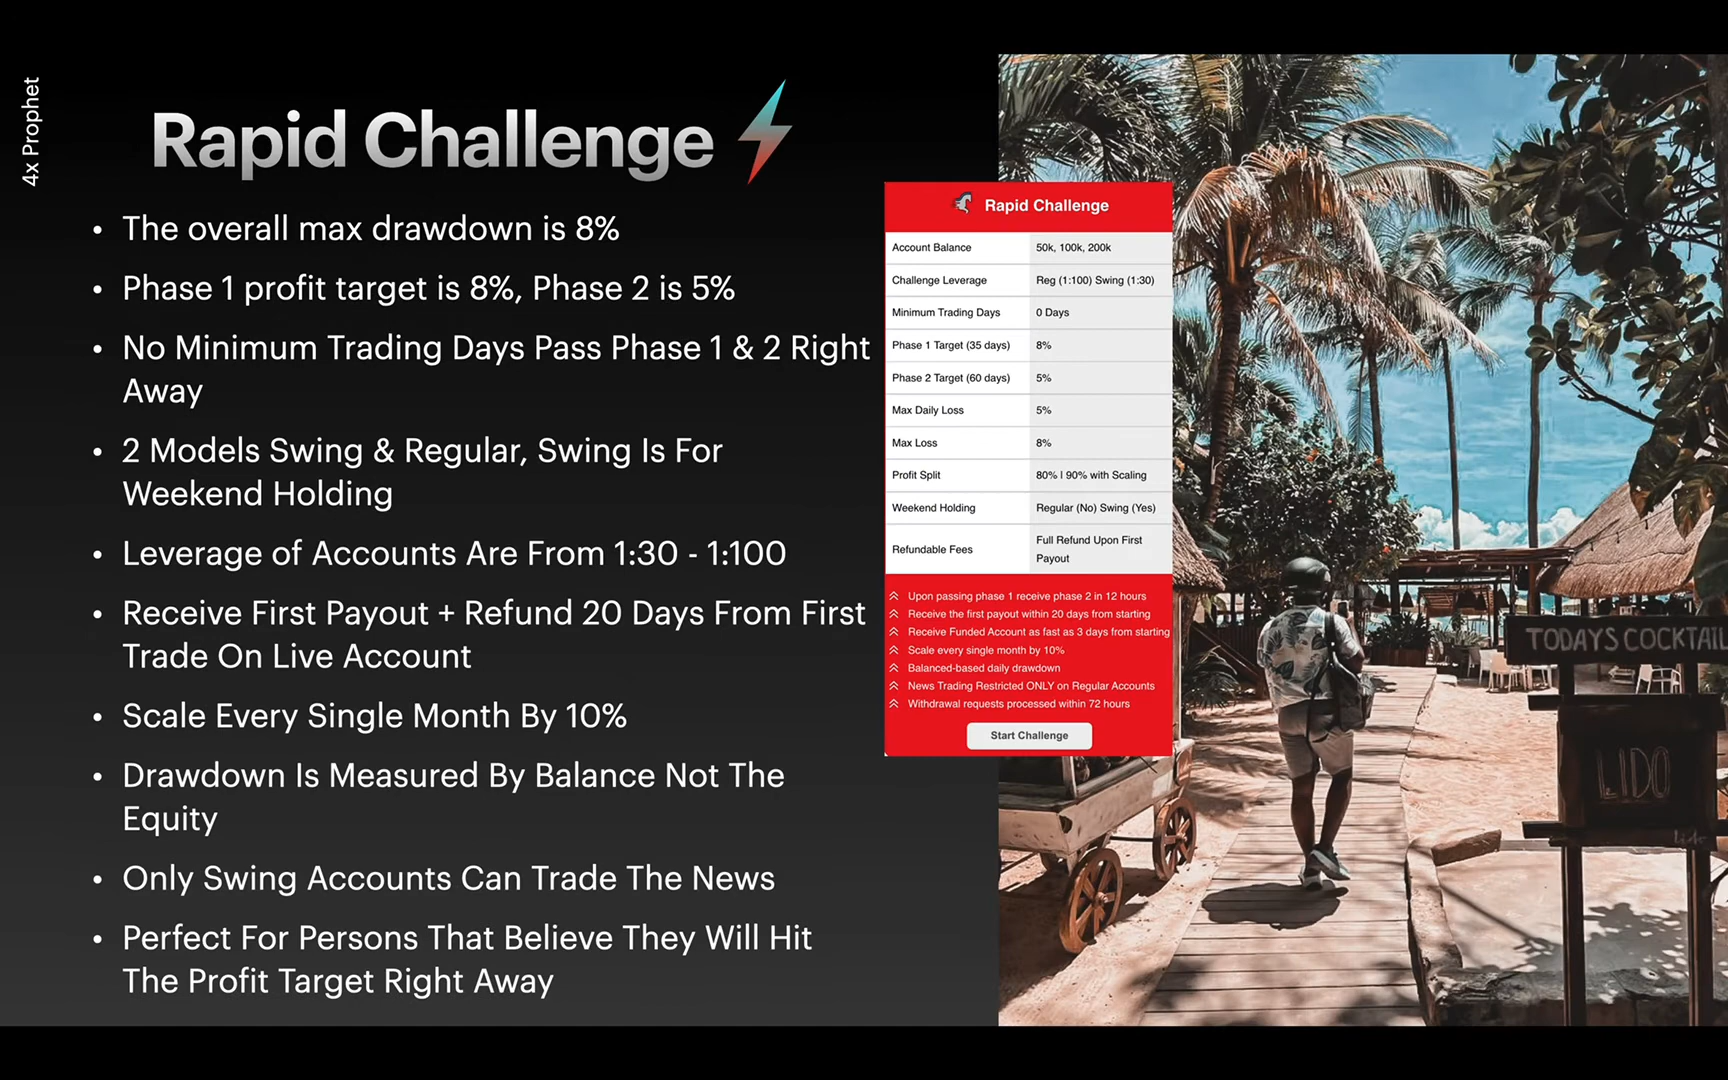 4x Prophet
Rapid Challenge
• The overall max drawdown is 8%
• Phase 1 profit target is 8%, Phase 2 is 5%
• No Minimum Trading Days Pass Phase 1 & 2 Right
Away
• 2 Models Swing & Regular, Swing Is For
Weekend Holding
• Leverage of Accounts Are From 1:30 - 1:100
• Receive First Payout + Refund 20 Days From First
Trade On Live Account
• Scale Every Single Month By 10%
• Drawdown Is Measured By Balance Not The
Equity
• Only Swing Accounts Can Trade The News
• Perfect For Persons That Believe They Will Hit
The Profit Target Right Away
Rapid Challenge
Account Balance 50k, 100k, 200k
Challenge Leverage Reg (1:100) Swing (1:30)
Minimum Trading Days 0 Days
Phase 1 Target (35 days) 8%
Phase 2 Target (60 days) 5%
Max Daily Loss 5%
Max Loss 8%
Profit Split 80% | 90% with Scaling
Weekend Holding Regular (No) Swing (Yes)
Refundable Fees Full Refund Upon First
Payout
Upon passing phase 1 receive phase 2 in 12 hours
Receive the first payout within 20 days from starting
Receive Funded Account as fast as 3 days from starting
Scale every single month by 10%
Balanced-based daily drawdown
News Trading Restricted ONLY on Regular Accounts
Withdrawal requests processed within 72 hours
Start Challenge
TODAYS COCKTAIL
LIDO